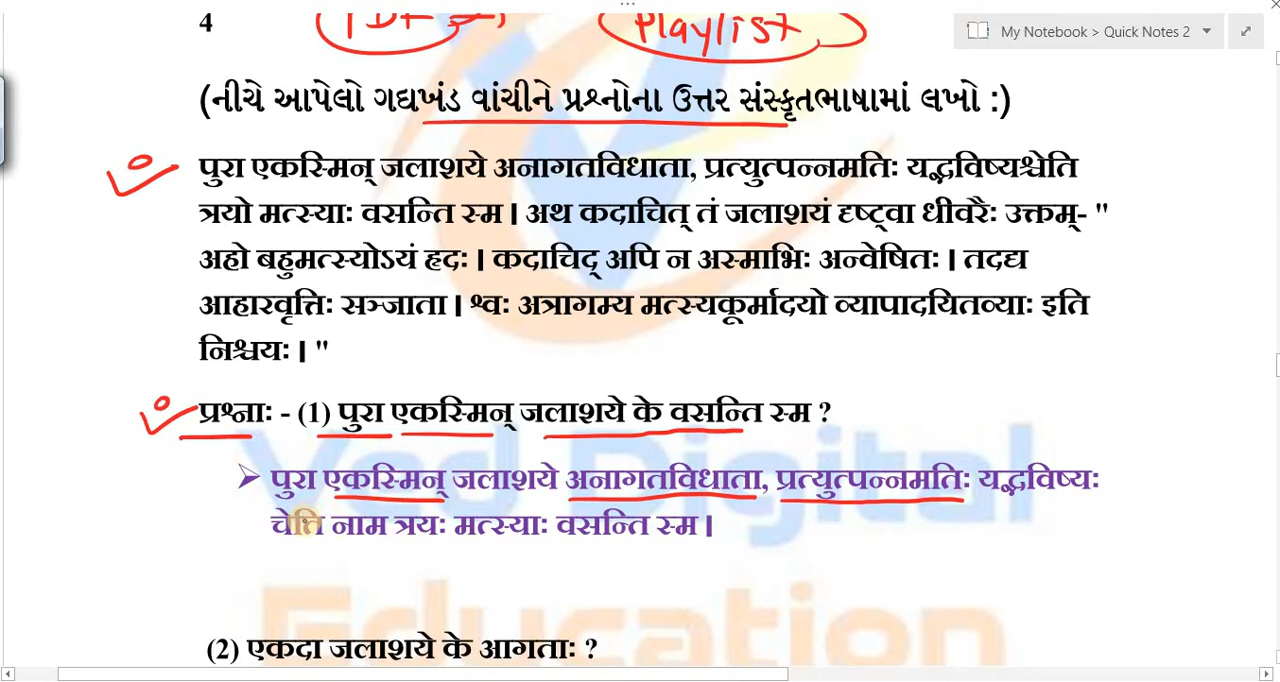 4
Playlist
My Notebook > Quick Notes 2
(નીચે આપેલો ગદ્યખંડ વાંચીને પ્રશ્નોના ઉત્તર સંસ્કૃતભાષામાં લખો :)
पुरा एकस्मिन् जलाशये अनागतविधाता, प्रत्युत्पन्नमतिः यद्भविष्यश्चेति
त्रयो मत्स्याः वसन्ति स्म । अथ कदाचित् तं जलाशयं दृष्ट्वा धीवरैः उक्तम्- "
अहो बहुमत्स्योऽयं हृदः । कदाचिद् अपि न अस्माभिः अन्वेषितः । तदद्य
आहारवृत्तिः सञ्जाता । श्वः अत्रागम्य मत्स्यकूर्मादयो व्यापादयितव्याः इति
निश्चयः । "
प्रश्नाः - (1) पुरा एकस्मिन् जलाशये के वसन्ति स्म ?
पुरा एकस्मिन् जलाशये अनागतविधाता, प्रत्युत्पन्नमतिः यद्भविष्यः
चेति नाम त्रयः मत्स्याः वसन्ति स्म ।
Ved Digital
Education
(2) एकदा जलाशये के आगताः ?